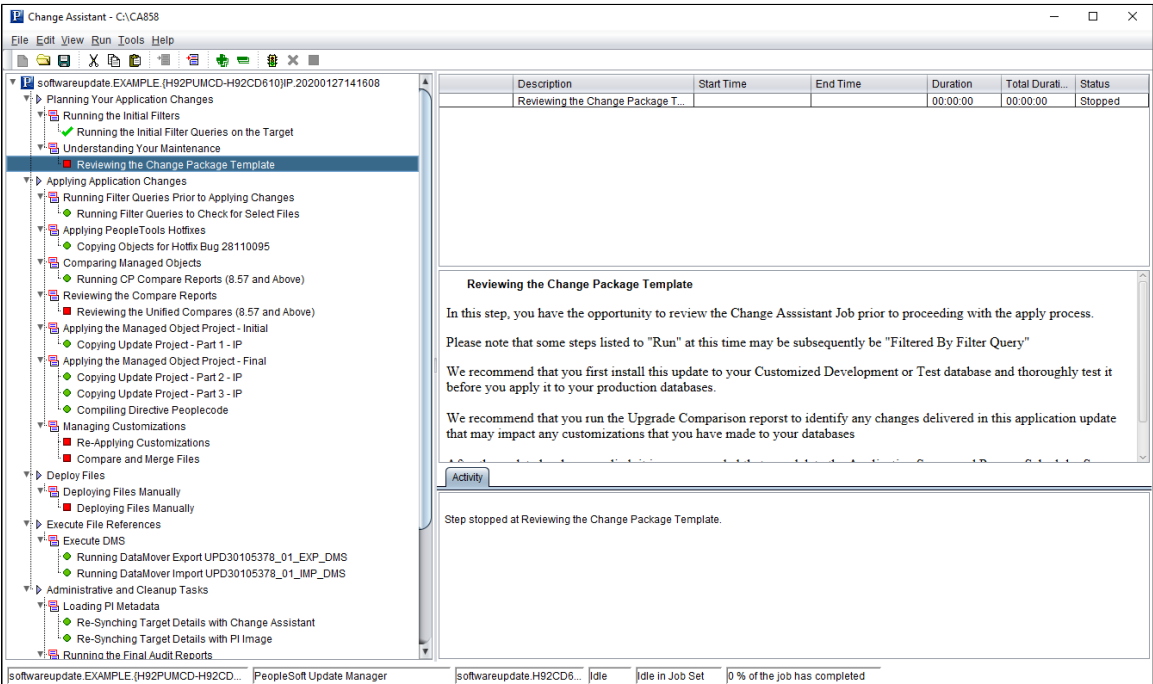 Change Assistant - C:\CA858
File Edit View Run Tools Help
softwareupdate.EXAMPLE.{H92PUMCD-H92CD610}IP.20200127141608
Planning Your Application Changes
Running the Initial Filters
Running the Initial Filter Queries on the Target
Understanding Your Maintenance
Reviewing the Change Package Template
Applying Application Changes
Running Filter Queries Prior to Applying Changes
Running Filter Queries to Check for Select Files
Applying PeopleTools Hotfixes
Copying Objects for Hotfix Bug 28110095
Comparing Managed Objects
Running CP Compare Reports (8.57 and Above)
Reviewing the Compare Reports
Reviewing the Unified Compares (8.57 and Above)
Applying the Managed Object Project - Initial
Copying Update Project - Part 1 - IP
Applying the Managed Object Project - Final
Copying Update Project - Part 2 - IP
Copying Update Project - Part 3 - IP
Compiling Directive Peoplecode
Managing Customizations
Re-Applying Customizations
Compare and Merge Files
Deploy Files
Deploying Files Manually
Deploying Files Manually
Execute File References
Execute DMS
Running DataMover Export UPD30105378_01_EXP_DMS
Running DataMover Import UPD30105378_01_IMP_DMS
Administrative and Cleanup Tasks
Loading PI Metadata
Re-Synching Target Details with Change Assistant
Re-Synching Target Details with PI Image
Running the Final Audit Reports
Description Start Time End Time Duration Total Durati... Status
Reviewing the Change Package T... 00:00:00 00:00:00 Stopped
Reviewing the Change Package Template
In this step, you have the opportunity to review the Change Asssistant Job prior to proceeding with the apply process.
Please note that some steps listed to "Run" at this time may be subsequently be "Filtered By Filter Query"
We recommend that you first install this update to your Customized Development or Test database and thoroughly test it
before you apply it to your production databases.
We recommend that you run the Upgrade Comparison reporst to identify any changes delivered in this application update
that may impact any customizations that you have made to your databases
Activity
Step stopped at Reviewing the Change Package Template.
softwareupdate.EXAMPLE.{H92PUMCD-H92CD... PeopleSoft Update Manager softwareupdate.H92CD6... Idle Idle in Job Set 0 % of the job has completed